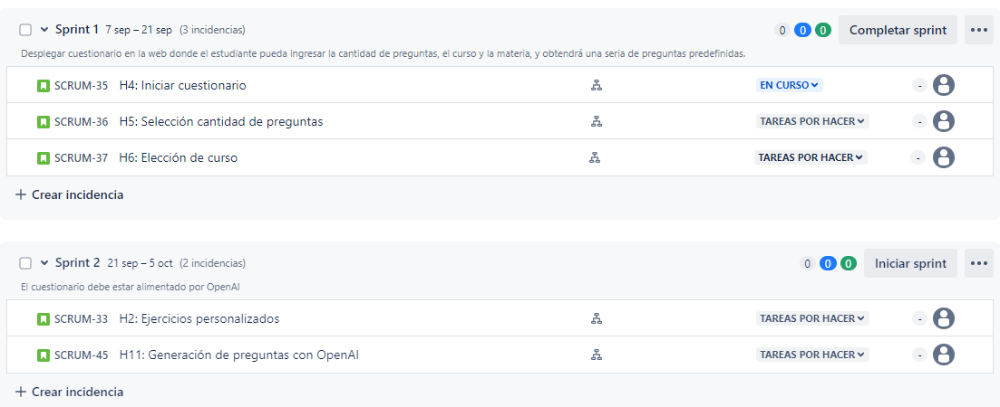 Sprint 1 7 sep – 21 sep (3 incidencias) 0 0 0 Completar sprint
Desplegar cuestionario en la web donde el estudiante pueda ingresar la cantidad de preguntas, el curso y la materia, y obtendrá una seria de preguntas predefinidas.
SCRUM-35 H4: Iniciar cuestionario EN CURSO -
SCRUM-36 H5: Selección cantidad de preguntas TAREAS POR HACER -
SCRUM-37 H6: Elección de curso TAREAS POR HACER -
+ Crear incidencia
Sprint 2 21 sep – 5 oct (2 incidencias) 0 0 0 Iniciar sprint
El cuestionario debe estar alimentado por OpenAI
SCRUM-33 H2: Ejercicios personalizados TAREAS POR HACER -
SCRUM-45 H11: Generación de preguntas con OpenAI TAREAS POR HACER -
+ Crear incidencia